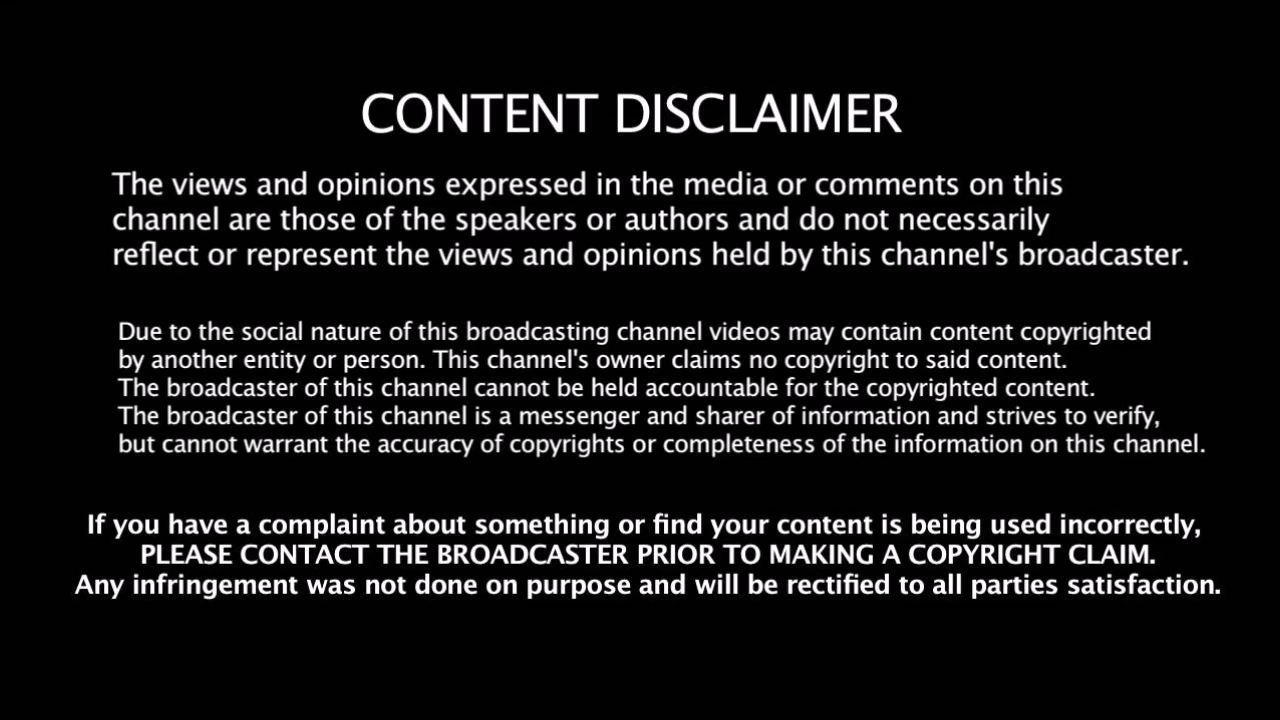 CONTENT DISCLAIMER
The views and opinions expressed in the media or comments on this
channel are those of the speakers or authors and do not necessarily
reflect or represent the views and opinions held by this channel's broadcaster.
Due to the social nature of this broadcasting channel videos may contain content copyrighted
by another entity or person. This channel's owner claims no copyright to said content.
The broadcaster of this channel cannot be held accountable for the copyrighted content.
The broadcaster of this channel is a messenger and sharer of information and strives to verify,
but cannot warrant the accuracy of copyrights or completeness of the information on this channel.
If you have a complaint about something or find your content is being used incorrectly,
PLEASE CONTACT THE BROADCASTER PRIOR TO MAKING A COPYRIGHT CLAIM.
Any infringement was not done on purpose and will be rectified to all parties satisfaction.